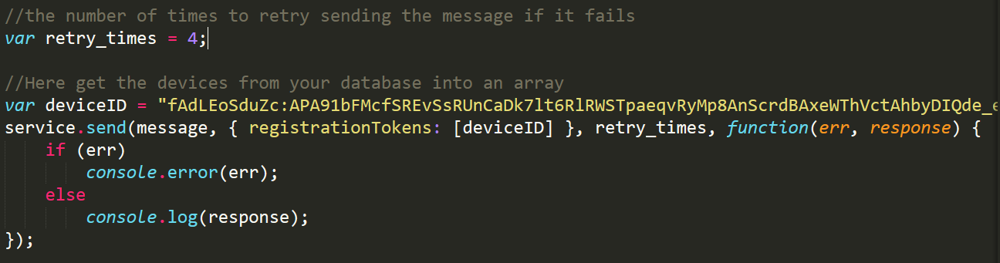 //the number of times to retry sending the message if it fails
var retry_times = 4;
//Here get the devices from your database into an array
var deviceID = "fAdLEoSduZc:APA91bFMcfSREvSsRUnCaDk7lt6RlRWSTpaeqvRyMp8AnScrdBAxeWThVctAhbyDIQde_e
service.send(message, { registrationTokens: [deviceID] }, retry_times, function(err, response) {
    if (err)
        console.error(err);
    else
        console.log(response);
});